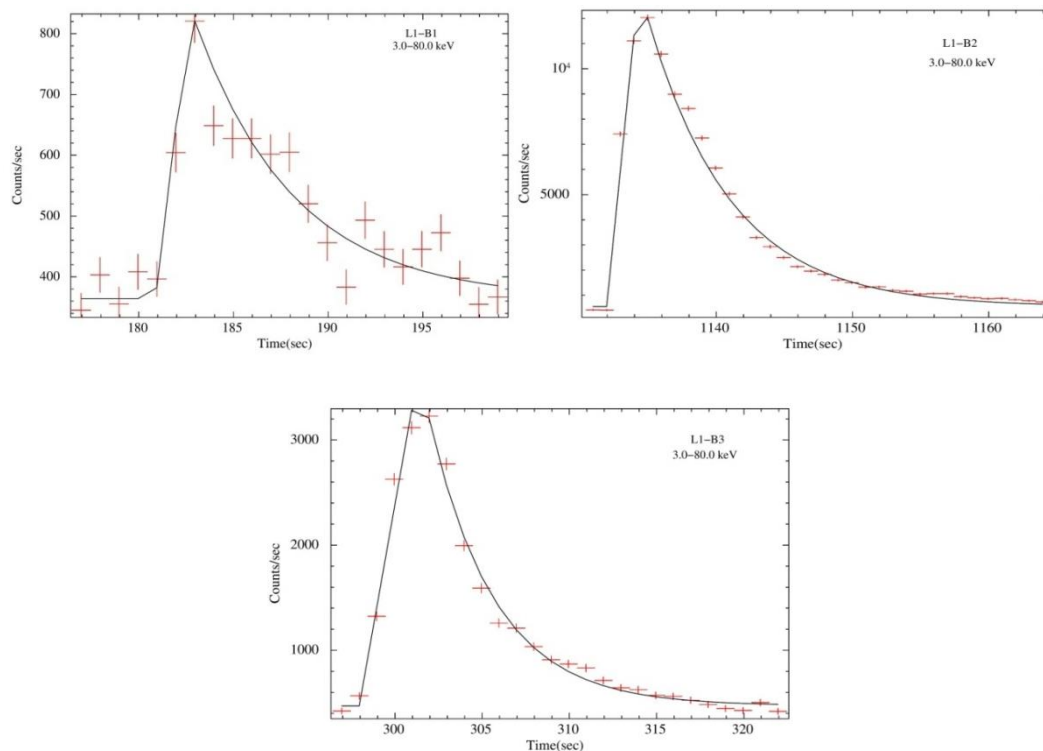 L1−B1
3.0−80.0 keV
800
700
600
500
400
Counts/sec
180
185
190
195
Time(sec)
L1−B2
3.0−80.0 keV
10⁴
5000
Counts/sec
1140
1150
1160
Time(sec)
L1−B3
3.0−80.0 keV
3000
2000
1000
Counts/sec
300
305
310
315
320
Time(sec)